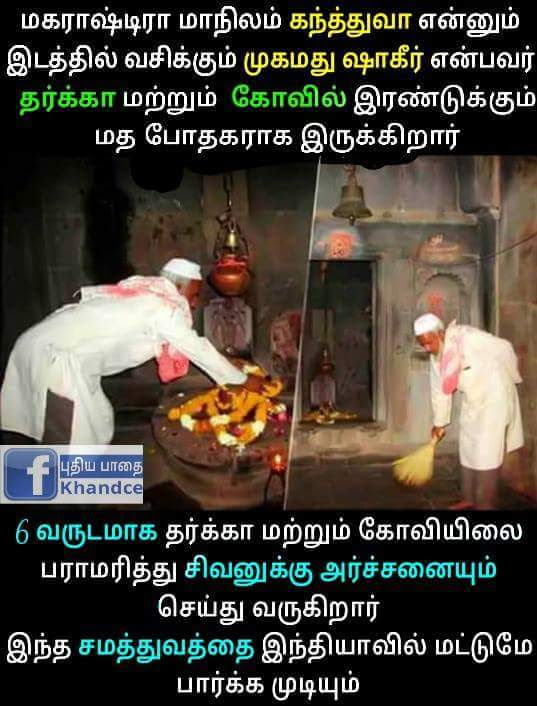 மகராஷ்டிரா மாநிலம் கந்த்துவா என்னும்
இடத்தில் வசிக்கும் முகமது ஷாகீர் என்பவர்
தர்க்கா மற்றும் கோவில் இரண்டுக்கும்
மத போதகராக இருக்கிறார்
f புதிய பாதை
Khandce
6 வருடமாக தர்க்கா மற்றும் கோவியிலை
பராமரித்து சிவனுக்கு அர்ச்சனையும்
செய்து வருகிறார்
இந்த சமத்துவத்தை இந்தியாவில் மட்டுமே
பார்க்க முடியும்